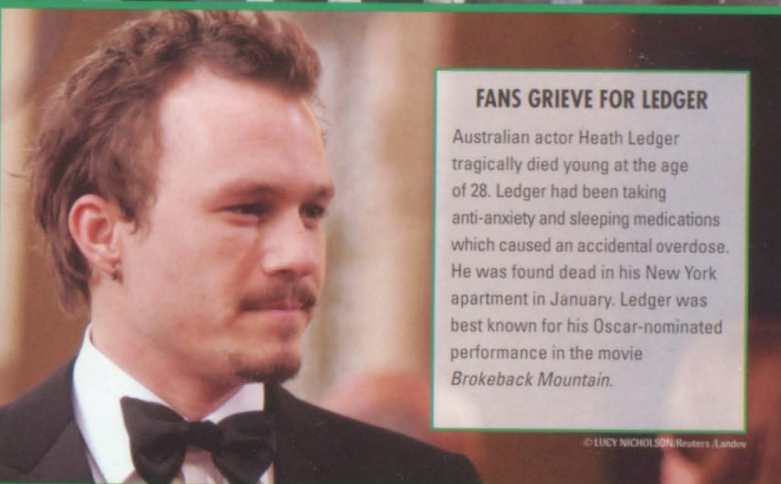 FANS GRIEVE FOR LEDGER
Australian actor Heath Ledger
tragically died young at the age
of 28. Ledger had been taking
anti-anxiety and sleeping medications
which caused an accidental overdose.
He was found dead in his New York
apartment in January. Ledger was
best known for his Oscar-nominated
performance in the movie
Brokeback Mountain.
© LUCY NICHOLSON/Reuters /Landov